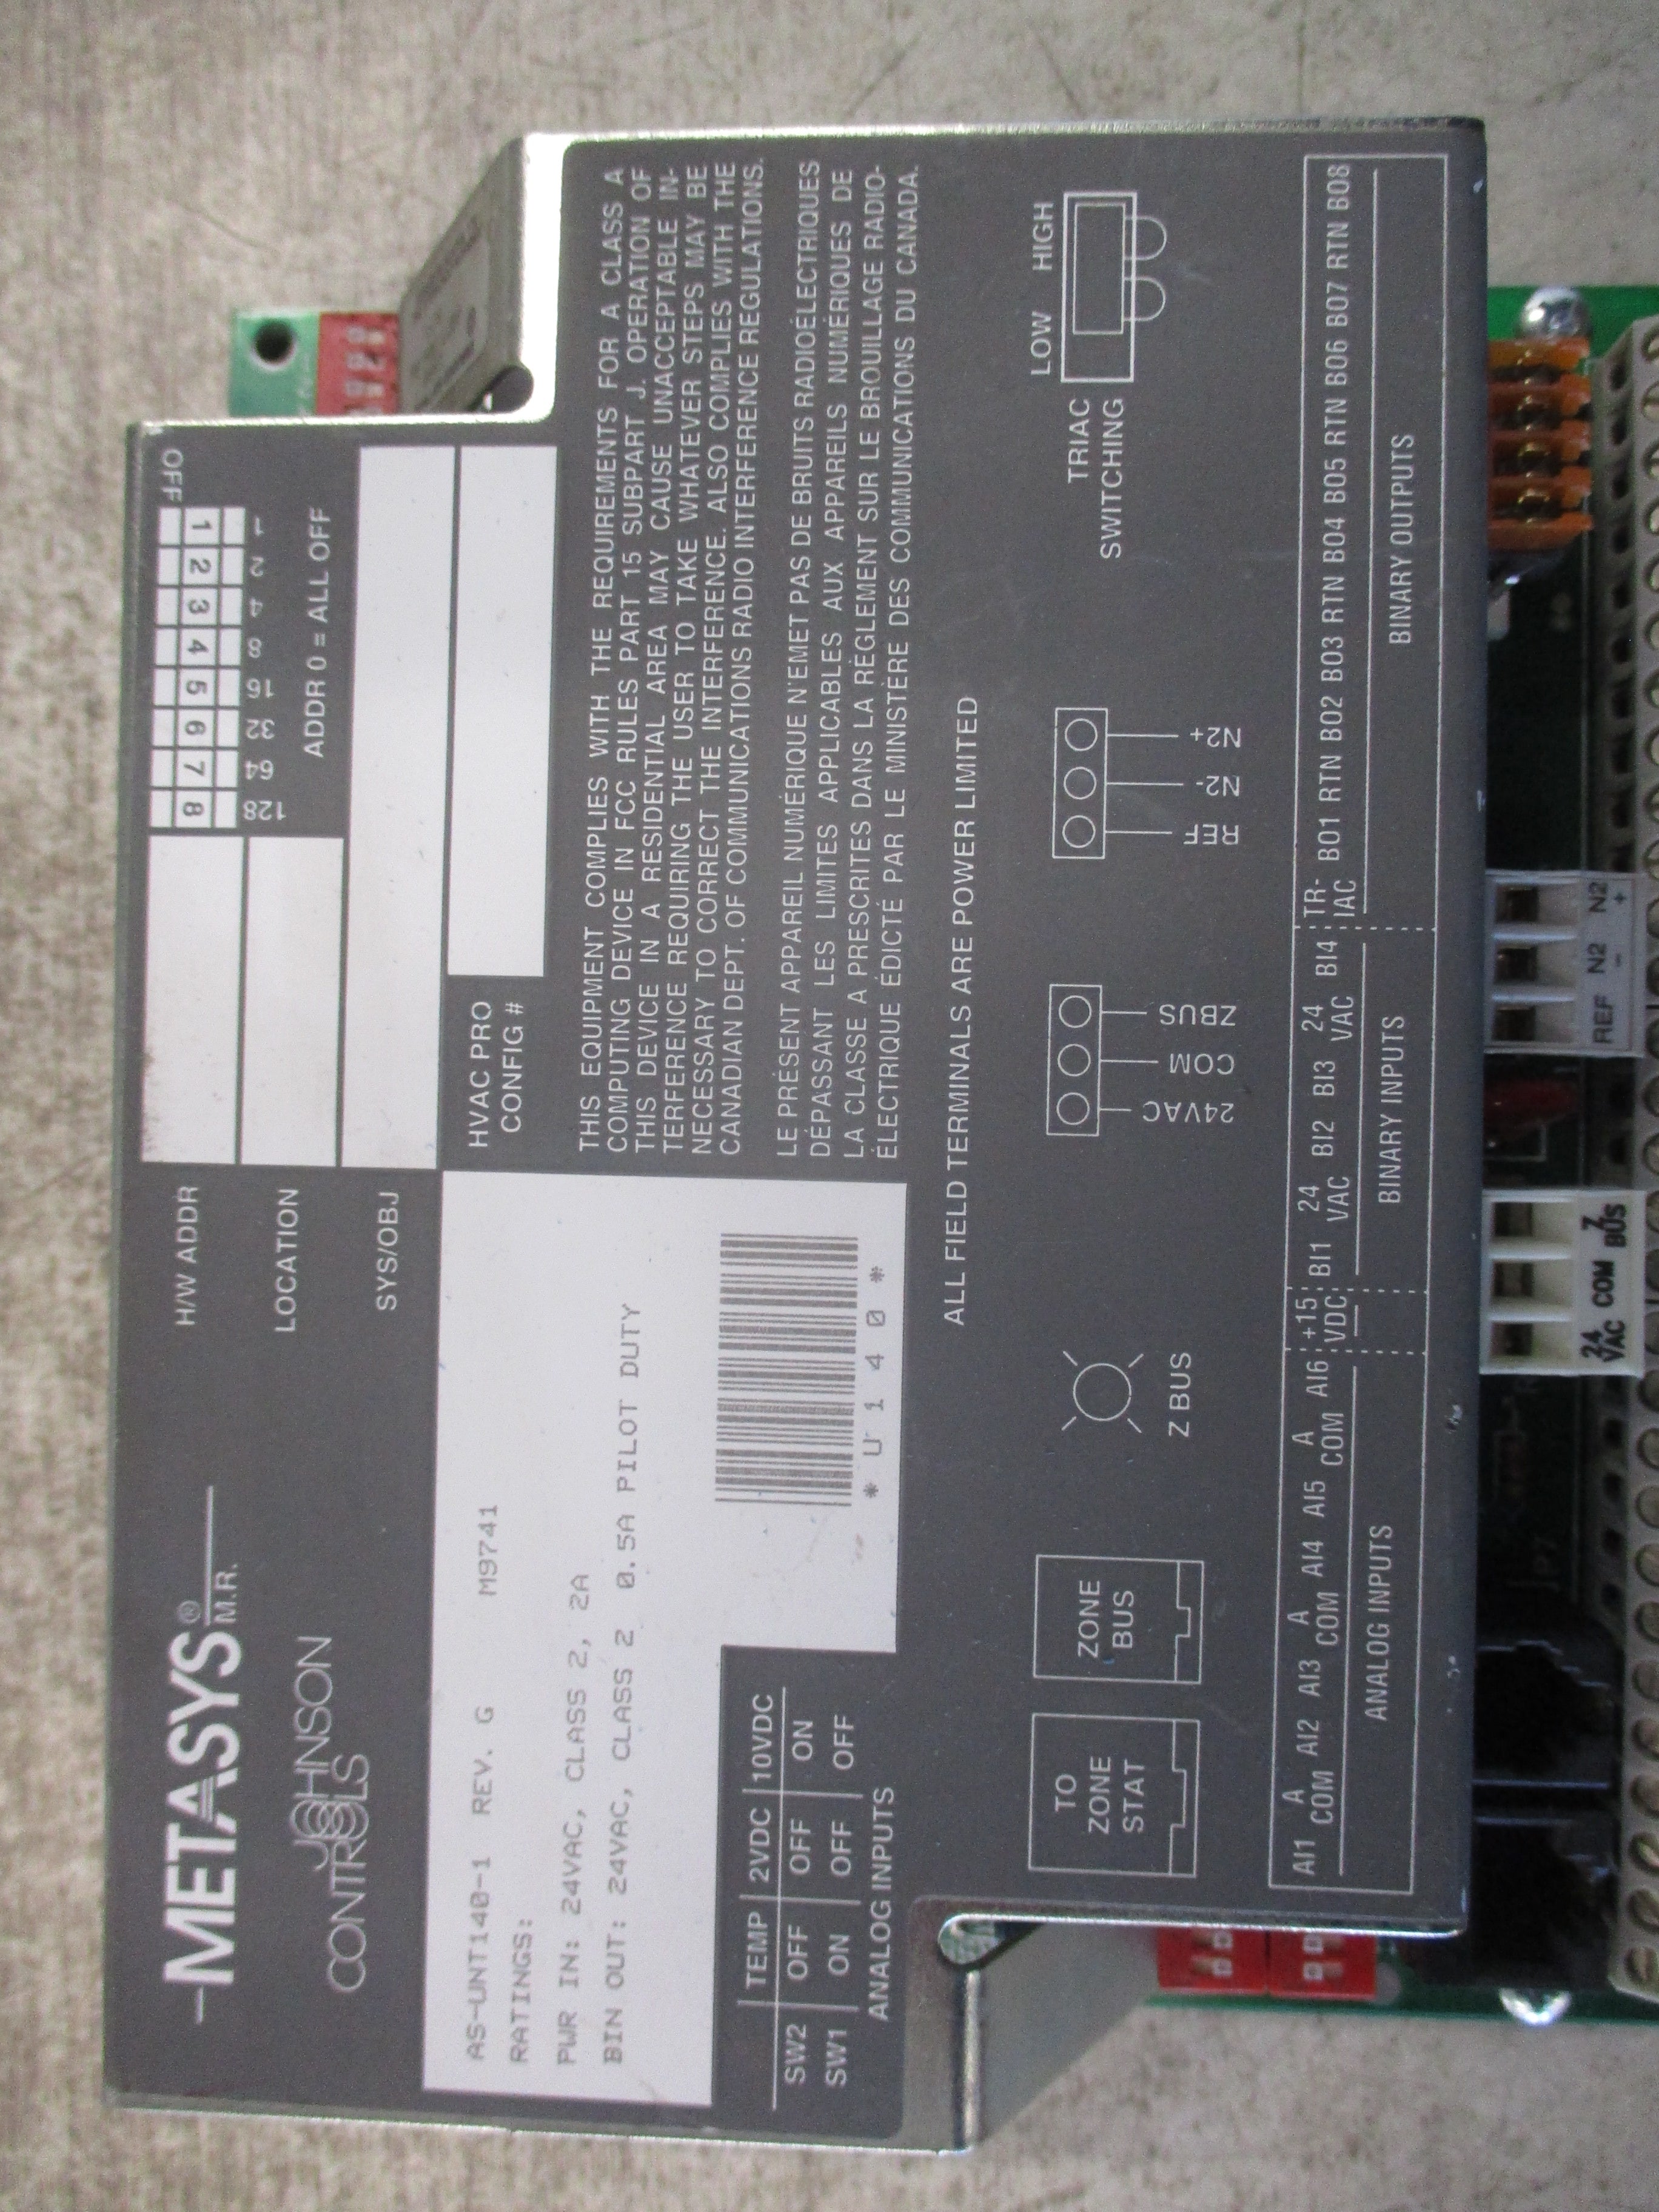 METASYS®
M.R.
JOHNSON
CONTROLS
H/W ADDR
LOCATION
SYS/OBJ
OFF
8 7 6 5 4 3 2 1
128 64 32 16 8 4 2 1
ADDR 0 = ALL OFF
HVAC PRO
CONFIG #
AS-UNT140-1 REV. G M9741
RATINGS:
PWR IN: 24VAC, CLASS 2, 2A
BIN OUT: 24VAC, CLASS 2 0.5A PILOT DUTY
* U 1 4 0 *
TEMP 2VDC 10VDC
SW2 OFF OFF ON
SW1 ON OFF OFF
ANALOG INPUTS
THIS EQUIPMENT COMPLIES WITH THE REQUIREMENTS FOR A CLASS A
COMPUTING DEVICE IN FCC RULES PART 15 SUBPART J. OPERATION OF
THIS DEVICE IN A RESIDENTIAL AREA MAY CAUSE UNACCEPTABLE IN-
TERFERENCE REQUIRING THE USER TO TAKE WHATEVER STEPS MAY BE
NECESSARY TO CORRECT THE INTERFERENCE. ALSO COMPLIES WITH THE
CANADIAN DEPT. OF COMMUNICATIONS RADIO INTERFERENCE REGULATIONS.
LE PRÉSENT APPAREIL NUMÉRIQUE N'EMET PAS DE BRUITS RADIOÉLECTRIQUES
DÉPASSANT LES LIMITES APPLICABLES AUX APPAREILS NUMÉRIQUES DE
LA CLASSE A PRESCRITES DANS LA RÈGLEMENT SUR LE BROUILLAGE RADIO-
ÉLECTRIQUE ÉDICTÉ PAR LE MINISTÈRE DES COMMUNICATIONS DU CANADA.
ALL FIELD TERMINALS ARE POWER LIMITED
TO
ZONE
STAT
ZONE
BUS
Z BUS
24VAC COM ZBUS
REF N2- N2+
TRIAC
SWITCHING
LOW HIGH
AI1 A COM AI2 AI3 A COM AI4 AI5 A COM AI6 +15 VDC BI1 24 VAC BI2 BI3 24 VAC BI4 TR-IAC BO1 RTN BO2 BO3 RTN BO4 BO5 RTN BO6 BO7 RTN BO8
ANALOG INPUTS BINARY INPUTS BINARY OUTPUTS
24 VAC COM Z BUS
REF N2 - N2 +